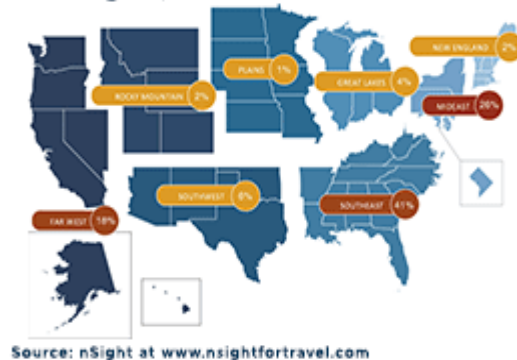 NEW ENGLAND 2%
PLAINS 1%
GREAT LAKES 4%
ROCKY MOUNTAIN 2%
MIDEAST 26%
SOUTHWEST 6%
SOUTHEAST 41%
FAR WEST 18%
Source: nSight at www.nsightfortravel.com